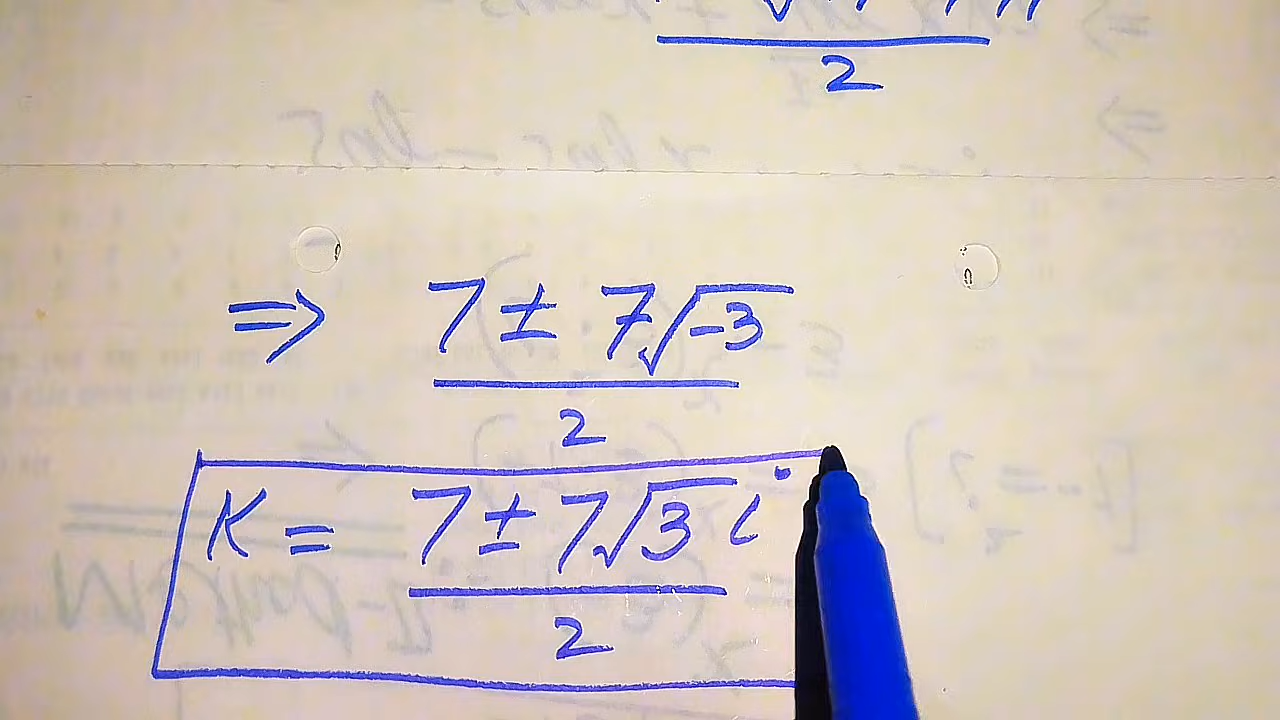 2
=> 7 ± 7√-3
2
K = 7 ± 7√3 i
2